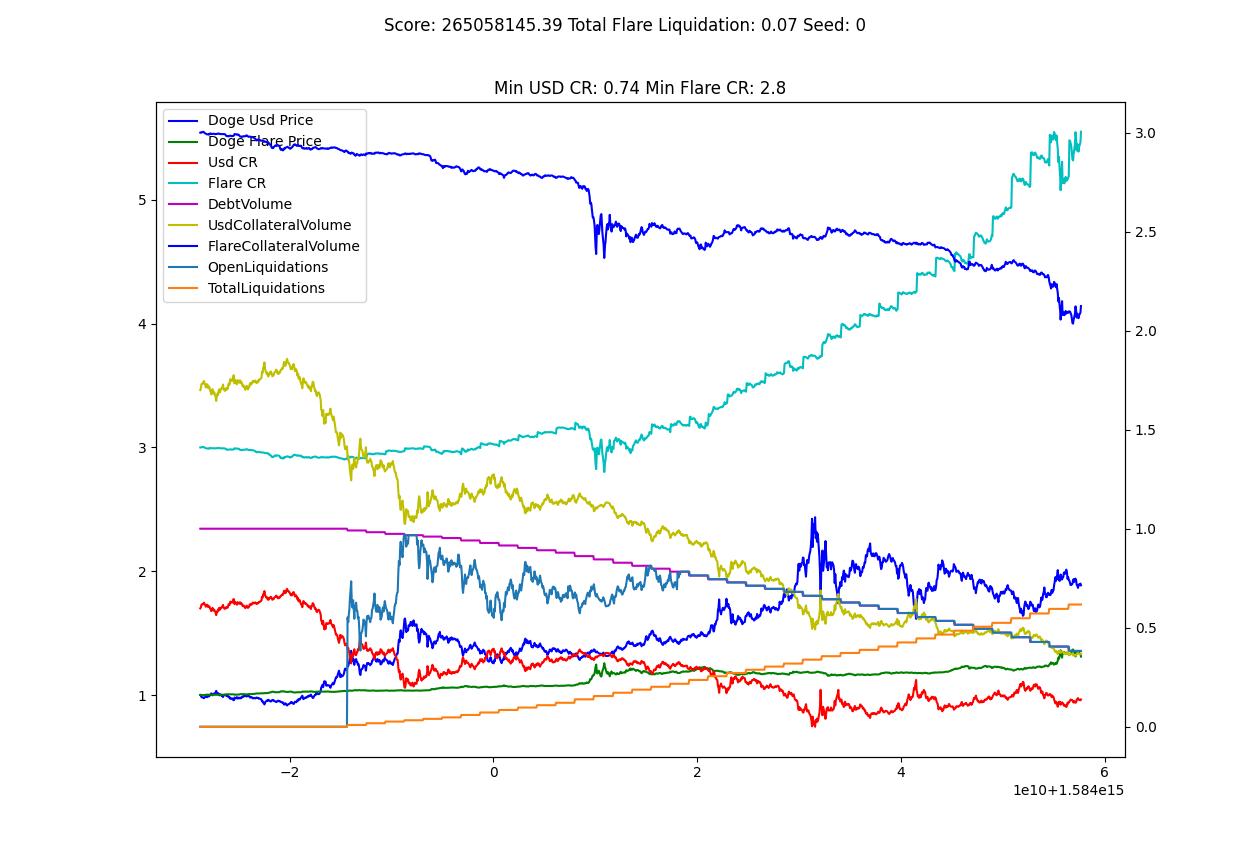 Score: 265058145.39 Total Flare Liquidation: 0.07 Seed: 0
Min USD CR: 0.74 Min Flare CR: 2.8
Doge Usd Price
Doge Flare Price
Usd CR
Flare CR
DebtVolume
UsdCollateralVolume
FlareCollateralVolume
OpenLiquidations
TotalLiquidations
5
4
3
2
1
3.0
2.5
2.0
1.5
1.0
0.5
0.0
−2
0
2
4
6
1e10+1.584e15